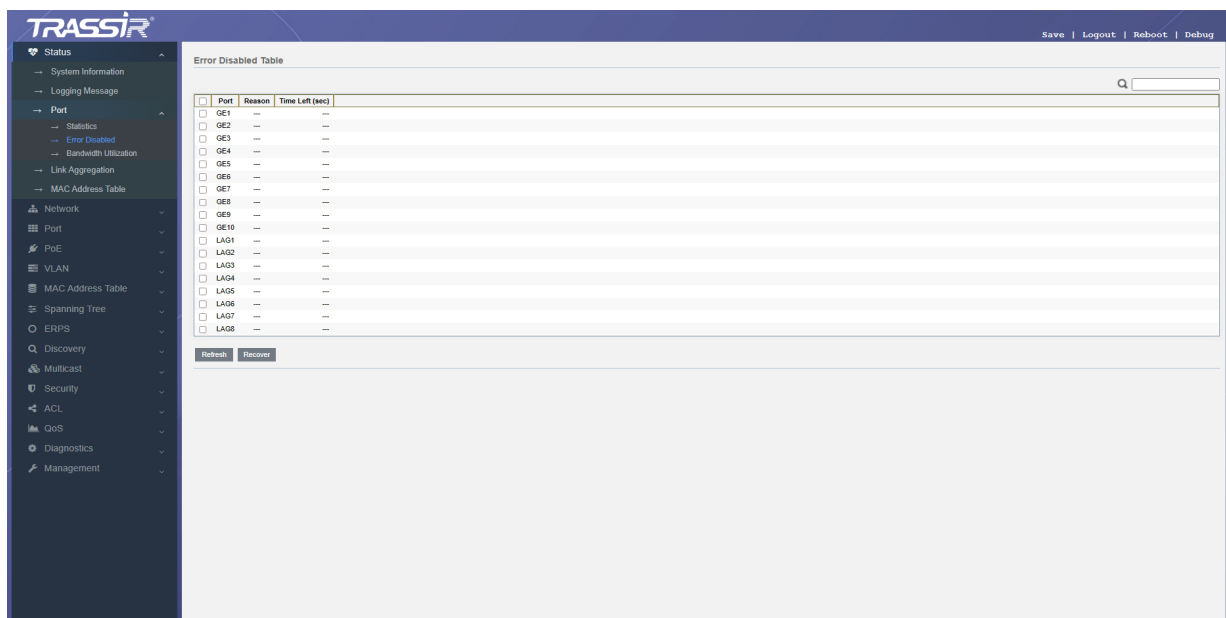 TRASSIR
Save | Logout | Reboot | Debug
Status
→ System Information
→ Logging Message
→ Port
→ Statistics
→ Error Disabled
→ Bandwidth Utilization
→ Link Aggregation
→ MAC Address Table
Network
Port
PoE
VLAN
MAC Address Table
Spanning Tree
ERPS
Discovery
Multicast
Security
ACL
QoS
Diagnostics
Management
Error Disabled Table
Port Reason Time Left (sec)
GE1 --- ---
GE2 --- ---
GE3 --- ---
GE4 --- ---
GE5 --- ---
GE6 --- ---
GE7 --- ---
GE8 --- ---
GE9 --- ---
GE10 --- ---
LAG1 --- ---
LAG2 --- ---
LAG3 --- ---
LAG4 --- ---
LAG5 --- ---
LAG6 --- ---
LAG7 --- ---
LAG8 --- ---
Refresh Recover